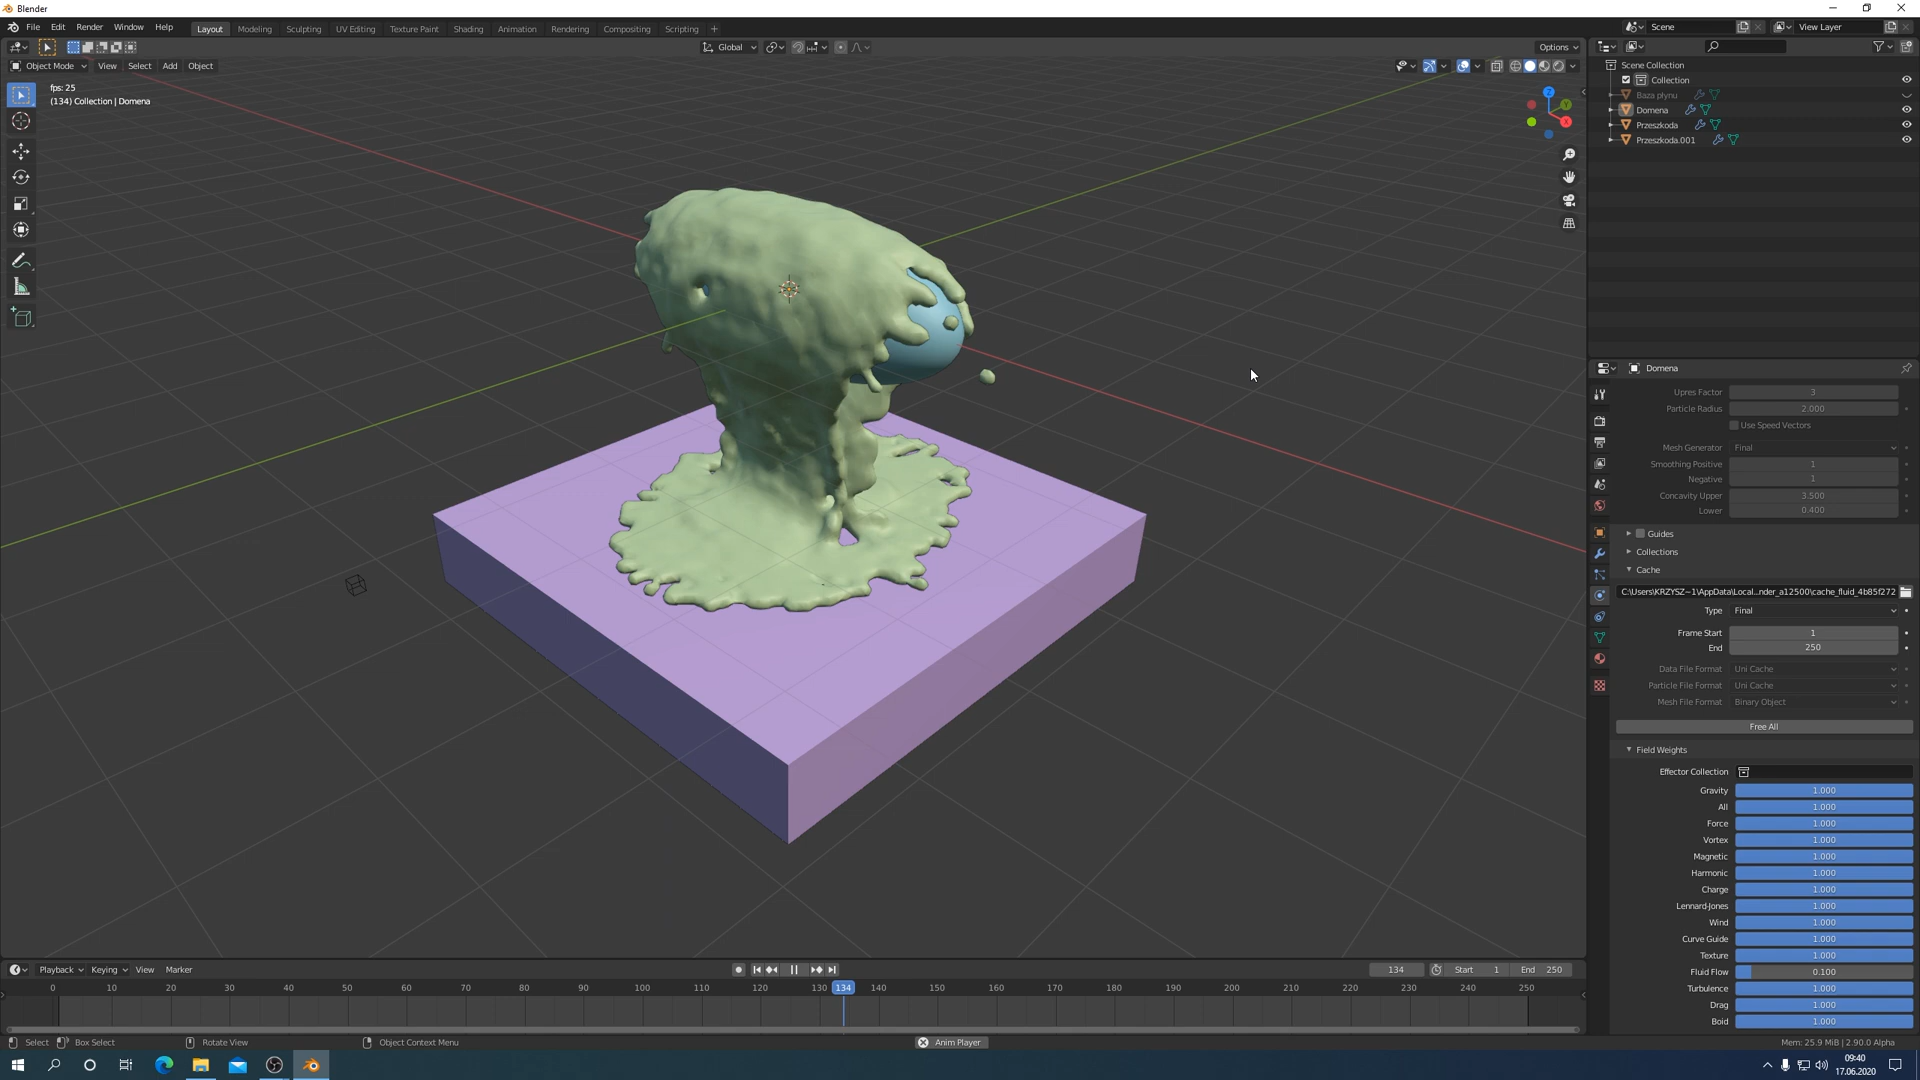 Blender
File Edit Render Window Help
Layout Modeling Sculpting UV Editing Texture Paint Shading Animation Rendering Compositing Scripting +
Scene
View Layer
Global
Options
Object Mode View Select Add Object
fps: 25
(134) Collection | Domena
Z
Y
X
Scene Collection
Collection
Baza płynu
Domena
Przeszkoda
Przeszkoda.001
Domena
Upres Factor 3
Particle Radius 2.000
Use Speed Vectors
Mesh Generator Final
Smoothing Positive 1
Negative 1
Concavity Upper 3.500
Lower 0.400
Guides
Collections
Cache
C:\Users\KRZYSZ~1\AppData\Local...nder_a12500\cache_fluid_4b85f272
Type Final
Frame Start 1
End 250
Data File Format Uni Cache
Particle File Format Uni Cache
Mesh File Format Binary Object
Free All
Field Weights
Effector Collection
Gravity 1.000
All 1.000
Force 1.000
Vortex 1.000
Magnetic 1.000
Harmonic 1.000
Charge 1.000
Lennard-Jones 1.000
Wind 1.000
Curve Guide 1.000
Texture 1.000
Fluid Flow 0.100
Turbulence 1.000
Drag 1.000
Boid 1.000
Playback Keying View Marker
134 Start 1 End 250
0 10 20 30 40 50 60 70 80 90 100 110 120 130 134 140 150 160 170 180 190 200 210 220 230 240 250
Select Box Select Rotate View Object Context Menu Anim Player Mem: 25.9 MiB | 2.90.0 Alpha
09:40
17.06.2020